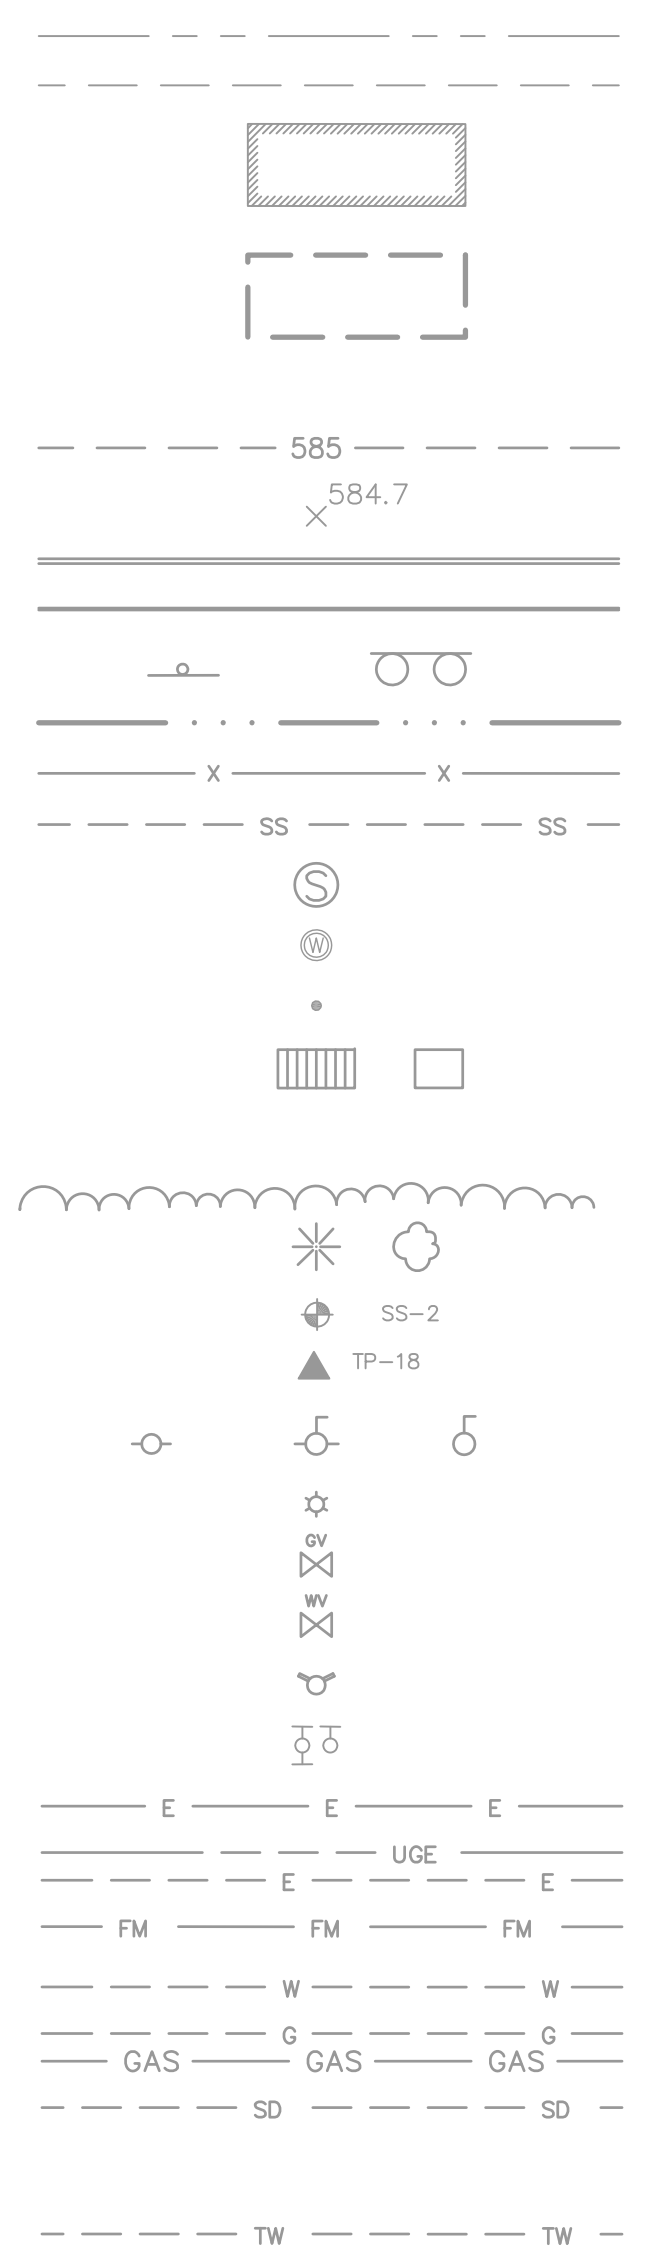 585
584.7
X X
SS SS
S
W
SS-2
TP-18
GV
WV
E E E
UGE
E E
FM FM FM
W W
G G
GAS GAS GAS
SD SD
TW TW